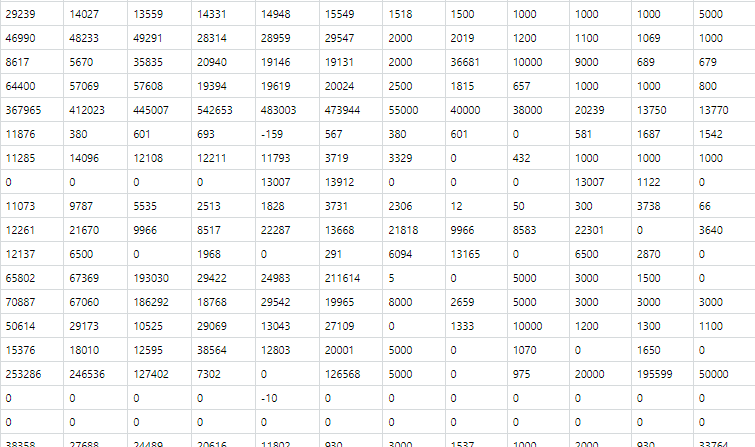 29239 14027 13559 14331 14948 15549 1518 1500 1000 1000 1000 5000
46990 48233 49291 28314 28959 29547 2000 2019 1200 1100 1069 1000
8617 5670 35835 20940 19146 19131 2000 36681 10000 9000 689 679
64400 57069 57608 19394 19619 20024 2500 1815 657 1000 1000 800
367965 412023 445007 542653 483003 473944 55000 40000 38000 20239 13750 13770
11876 380 601 693 -159 567 380 601 0 581 1687 1542
11285 14096 12108 12211 11793 3719 3329 0 432 1000 1000 1000
0 0 0 0 13007 13912 0 0 0 13007 1122 0
11073 9787 5535 2513 1828 3731 2306 12 50 300 3738 66
12261 21670 9966 8517 22287 13668 21818 9966 8583 22301 0 3640
12137 6500 0 1968 0 291 6094 13165 0 6500 2870 0
65802 67369 193030 29422 24983 211614 5 0 5000 3000 1500 0
70887 67060 186292 18768 29542 19965 8000 2659 5000 3000 3000 3000
50614 29173 10525 29069 13043 27109 0 1333 10000 1200 1300 1100
15376 18010 12595 38564 12803 20001 5000 0 1070 0 1650 0
253286 246536 127402 7302 0 126568 5000 0 975 20000 195599 50000
0 0 0 0 -10 0 0 0 0 0 0 0
0 0 0 0 0 0 0 0 0 0 0 0
38358 27688 24489 20616 11802 930 3000 1537 1000 2000 930 33764